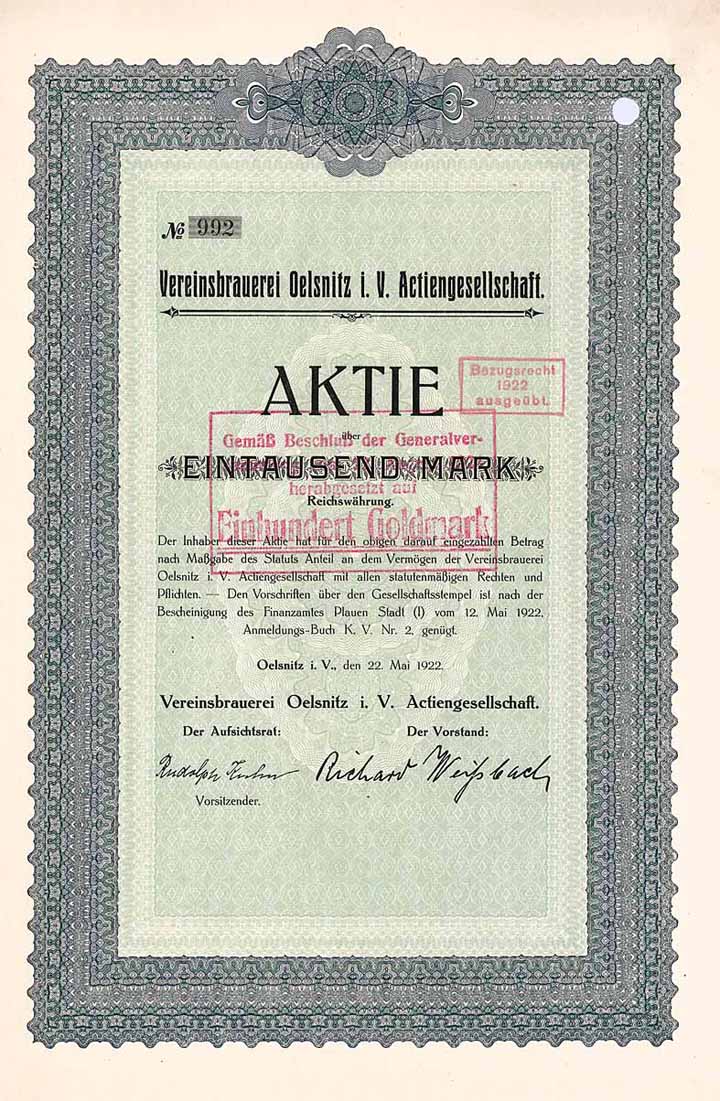 № 992
Vereinsbrauerei Oelsnitz i. V. Actiengesellschaft.
AKTIE
Bezugsrecht
1922
ausgeübt.
über
Gemäß Beschluß der Generalver-
EINTAUSEND MARK
herabgesetzt auf
Reichswährung.
Einhundert Goldmark
Der Inhaber dieser Aktie hat für den obigen darauf eingezahlten Betrag
nach Maßgabe des Statuts Anteil an dem Vermögen der Vereinsbrauerei
Oelsnitz i. V. Actiengesellschaft mit allen statutenmäßigen Rechten und
Pflichten. — Den Vorschriften über den Gesellschaftsstempel ist nach der
Bescheinigung des Finanzamtes Plauen Stadt (I) vom 12. Mai 1922,
Anmeldungs-Buch K. V. Nr. 2, genügt.
Oelsnitz i. V., den 22. Mai 1922.
Vereinsbrauerei Oelsnitz i. V. Actiengesellschaft.
Der Aufsichtsrat: Der Vorstand:
Rudolph Richard Weißbach
Vorsitzender.